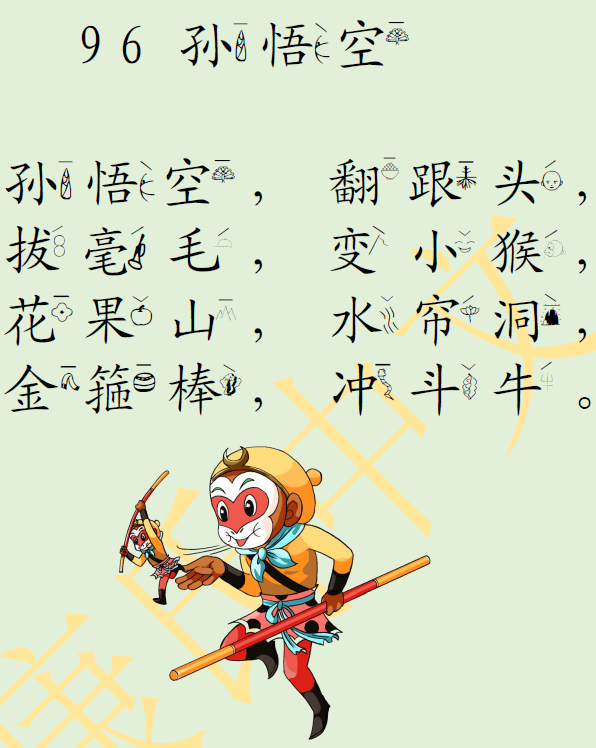 96 孙悟空
孙悟空， 翻跟头，
拔毫毛， 变小猴，
花果山， 水帘洞，
金箍棒， 冲斗牛。